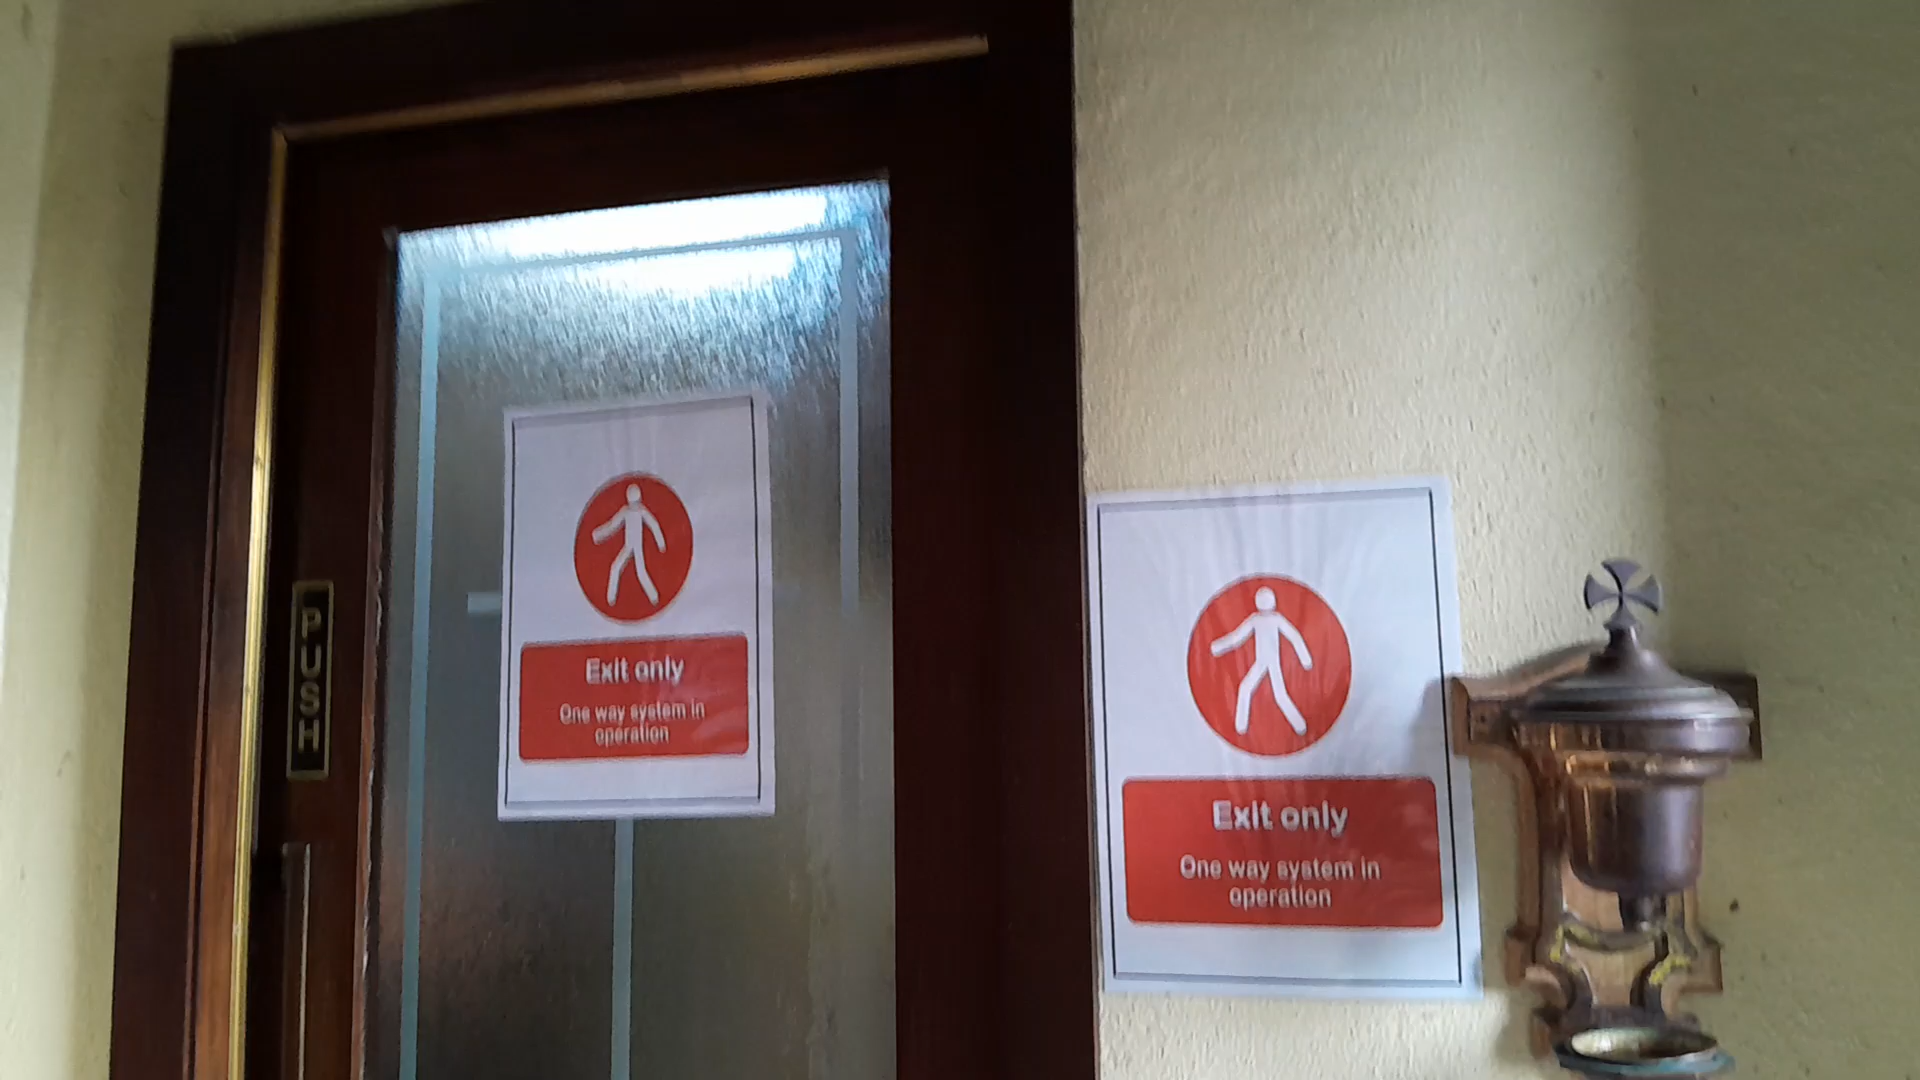 PUSH
Exit only
One way system in
operation
Exit only
One way system in
operation